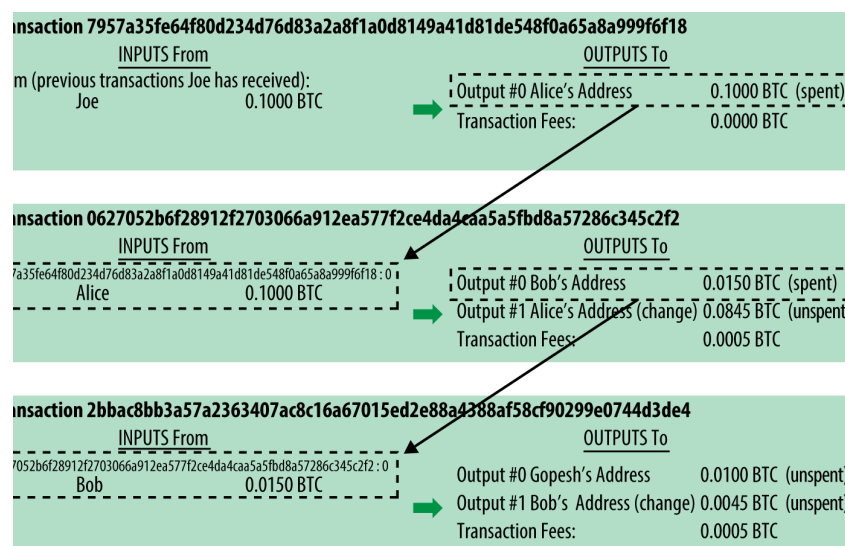 ansaction 7957a35fe64f80d234d76d83a2a8f1a0d8149a41d81de548f0a65a8a999f6f18
INPUTS From OUTPUTS To
m (previous transactions Joe has received):
Joe 0.1000 BTC
Output #0 Alice's Address 0.1000 BTC (spent)
Transaction Fees: 0.0000 BTC
ansaction 0627052b6f28912f2703066a912ea577f2ce4da4caa5a5fbd8a57286c345c2f2
INPUTS From OUTPUTS To
7a35fe64f80d234d76d83a2a8f1a0d8149a41d81de548f0a65a8a999f6f18 : 0
Alice 0.1000 BTC
Output #0 Bob's Address 0.0150 BTC (spent)
Output #1 Alice's Address (change) 0.0845 BTC (unspent
Transaction Fees: 0.0005 BTC
ansaction 2bbac8bb3a57a2363407ac8c16a67015ed2e88a4388af58cf90299e0744d3de4
INPUTS From OUTPUTS To
7052b6f28912f2703066a912ea577f2ce4da4caa5a5fbd8a57286c345c2f2 : 0
Bob 0.0150 BTC
Output #0 Gopesh's Address 0.0100 BTC (unspent)
Output #1 Bob's Address (change) 0.0045 BTC (unspent)
Transaction Fees: 0.0005 BTC